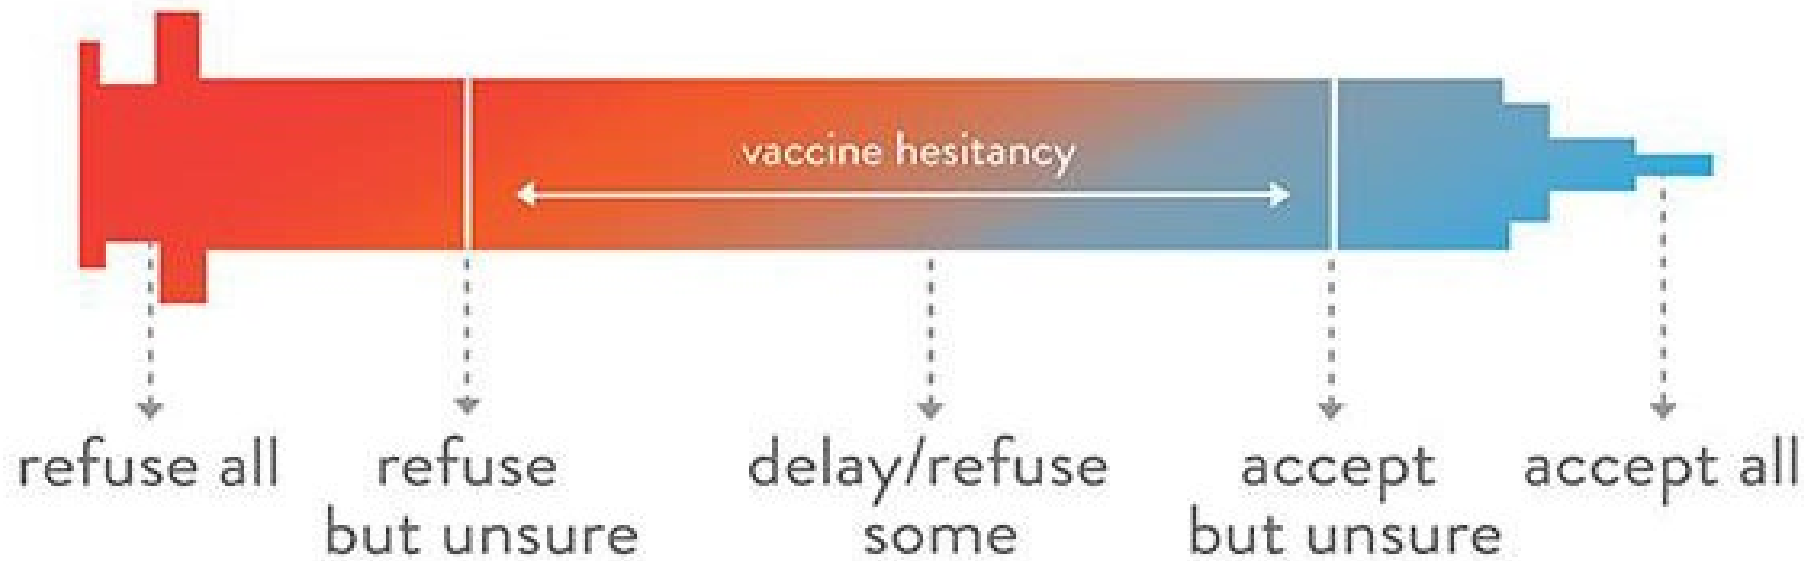 vaccine hesitancy
refuse all
refuse
but unsure
delay/refuse
some
accept
but unsure
accept all